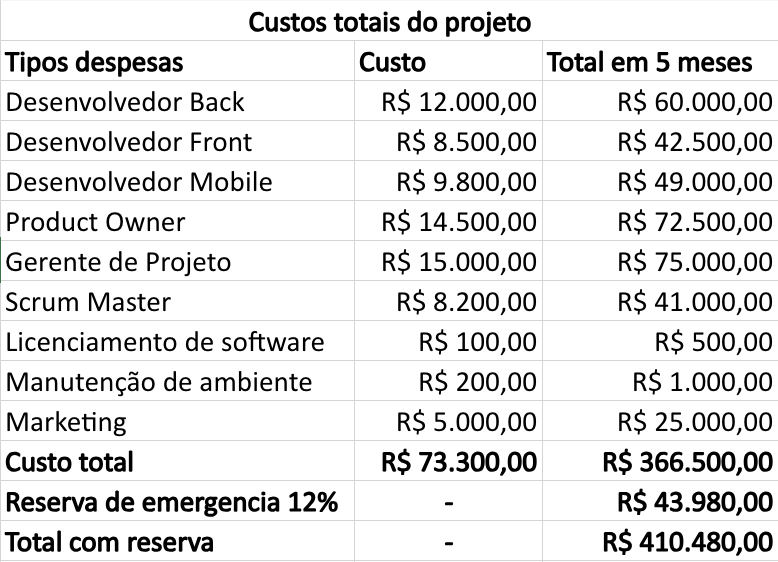 Custos totais do projeto
Tipos despesas Custo Total em 5 meses
Desenvolvedor Back R$ 12.000,00 R$ 60.000,00
Desenvolvedor Front R$ 8.500,00 R$ 42.500,00
Desenvolvedor Mobile R$ 9.800,00 R$ 49.000,00
Product Owner R$ 14.500,00 R$ 72.500,00
Gerente de Projeto R$ 15.000,00 R$ 75.000,00
Scrum Master R$ 8.200,00 R$ 41.000,00
Licenciamento de software R$ 100,00 R$ 500,00
Manutenção de ambiente R$ 200,00 R$ 1.000,00
Marketing R$ 5.000,00 R$ 25.000,00
Custo total R$ 73.300,00 R$ 366.500,00
Reserva de emergencia 12% - R$ 43.980,00
Total com reserva - R$ 410.480,00